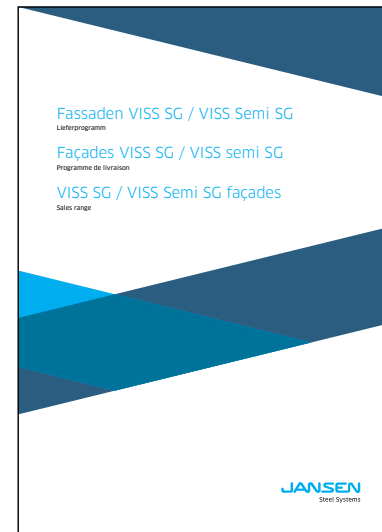 Fassaden VISS SG / VISS Semi SG
Lieferprogramm
Façades VISS SG / VISS semi SG
Programme de livraison
VISS SG / VISS Semi SG façades
Sales range
JANSEN
Steel Systems